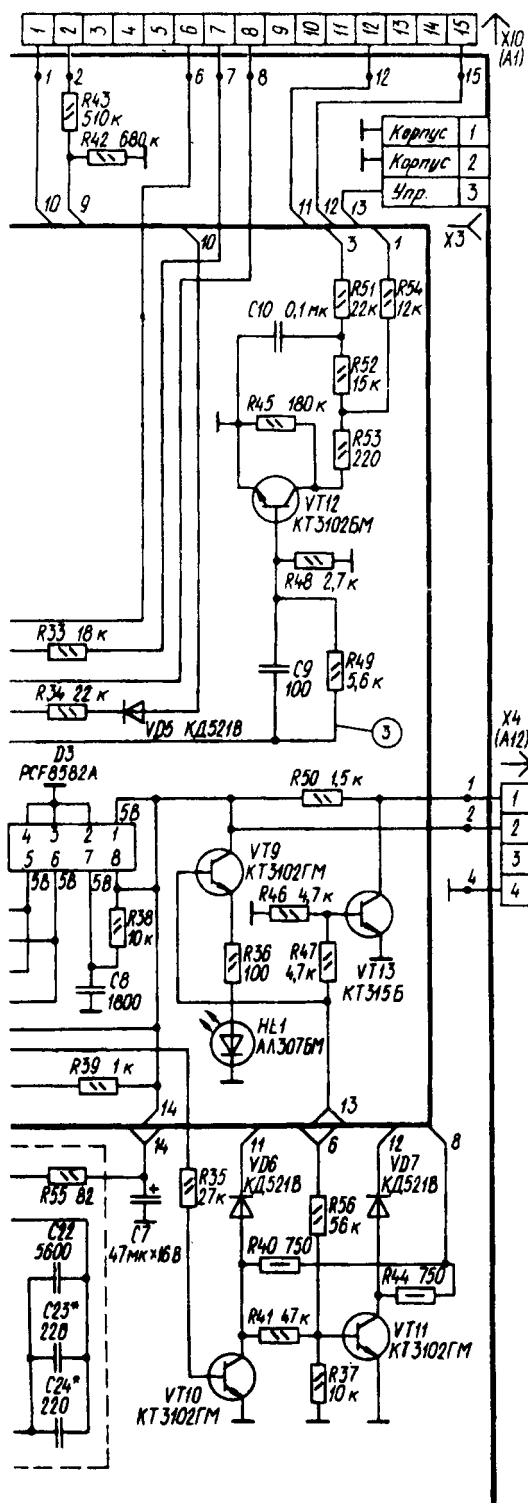 1 2 3 4 5 6 7 8 9 10 11 12 13 14 15
X10
(A1)
1 2 6 7 8 12 15
R43
510к
R42 680к
Корпус 1
Корпус 2
Упр. 3
X3
10 9 10 11 12 13
3 1
R51
22к
R54
12к
C10 0,1мк
R52
15к
R45 180к
R53
220
VT12
КТ3102БМ
R48 2,7к
R33 18к
C9
100
R49
5,6к
R34 22к
VD5 КД521В
3
X4
(A12)
D3
PCF8582A
R50 1,5к
1 1
2 2
3
4 4
4 3 2 1
5В
5 6 7 8
5В 5В 5В
VT9
КТ3102ГМ
R46 4,7к
R38
10к
R36
100
R47
4,7к
VT13
КТ315Б
C8
1800
HL1
АЛ307БМ
R39 1к
14
13
14 11 6 12 8
VD6
КД521В
VD7
КД521В
R55 82
R35
27к
R56
56к
C7
47мк×16В
C22
5600
R40 750
R44 750
C23*
220
R41 47к
VT11
КТ3102ГМ
C24*
220
R37
10к
VT10
КТ3102ГМ